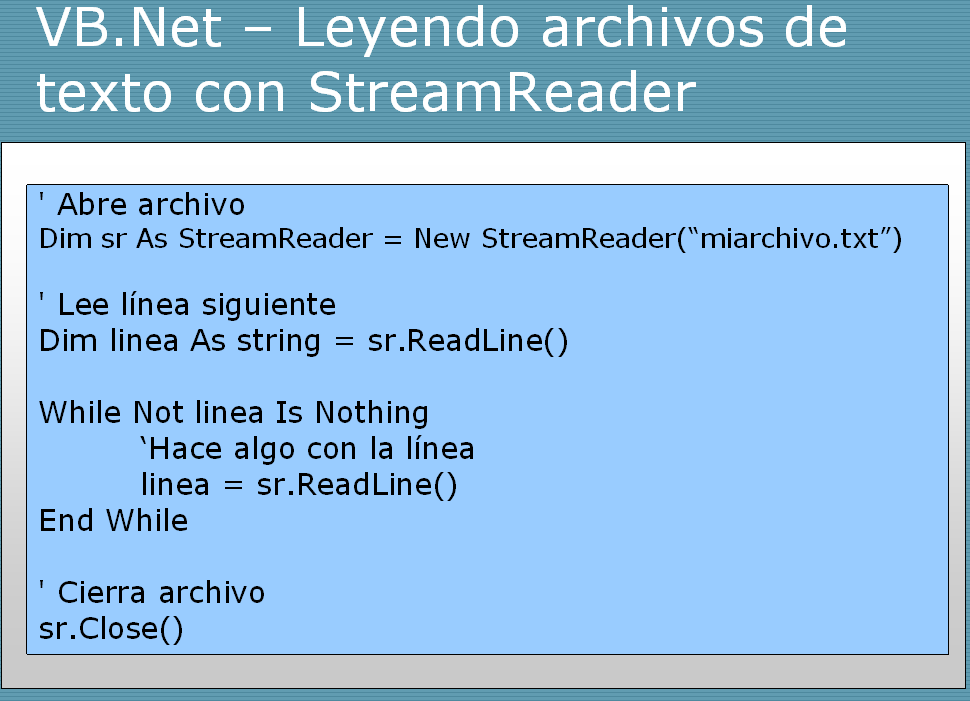 VB.Net – Leyendo archivos de
texto con StreamReader
' Abre archivo
Dim sr As StreamReader = New StreamReader(“miarchivo.txt”)
' Lee línea siguiente
Dim linea As string = sr.ReadLine()
While Not linea Is Nothing
‘Hace algo con la línea
linea = sr.ReadLine()
End While
' Cierra archivo
sr.Close()